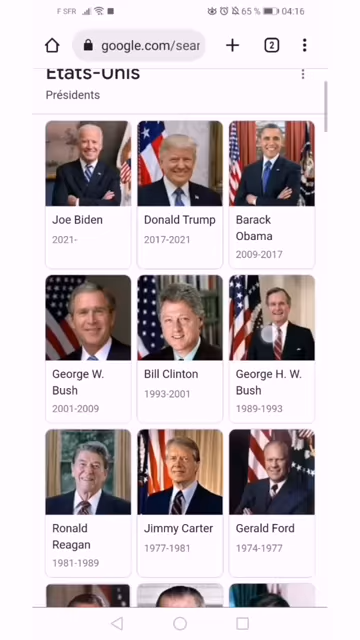 F SFR 65 % 04:16
google.com/sear
2
États-Unis
Présidents
Joe Biden
2021-
Donald Trump
2017-2021
Barack
Obama
2009-2017
George W.
Bush
2001-2009
Bill Clinton
1993-2001
George H. W.
Bush
1989-1993
Ronald
Reagan
1981-1989
Jimmy Carter
1977-1981
Gerald Ford
1974-1977